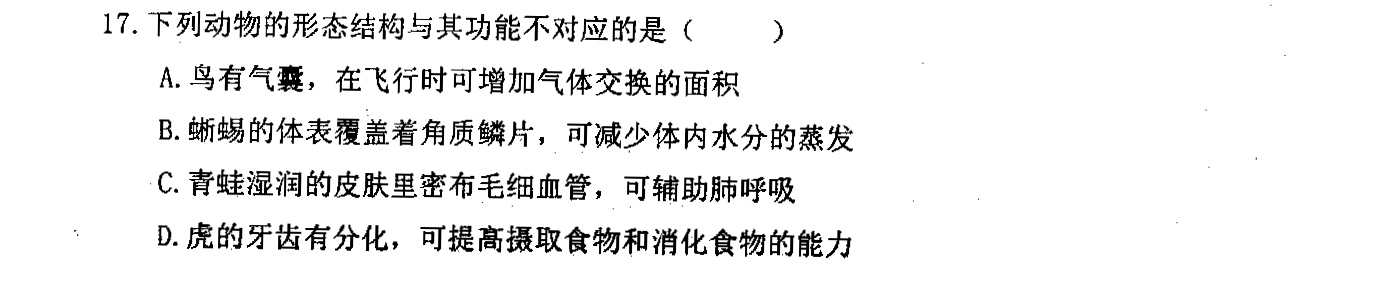 17. 下列动物的形态结构与其功能不对应的是（　　）
A. 鸟有气囊，在飞行时可增加气体交换的面积
B. 蜥蜴的体表覆盖着角质鳞片，可减少体内水分的蒸发
C. 青蛙湿润的皮肤里密布毛细血管，可辅助肺呼吸
D. 虎的牙齿有分化，可提高摄取食物和消化食物的能力